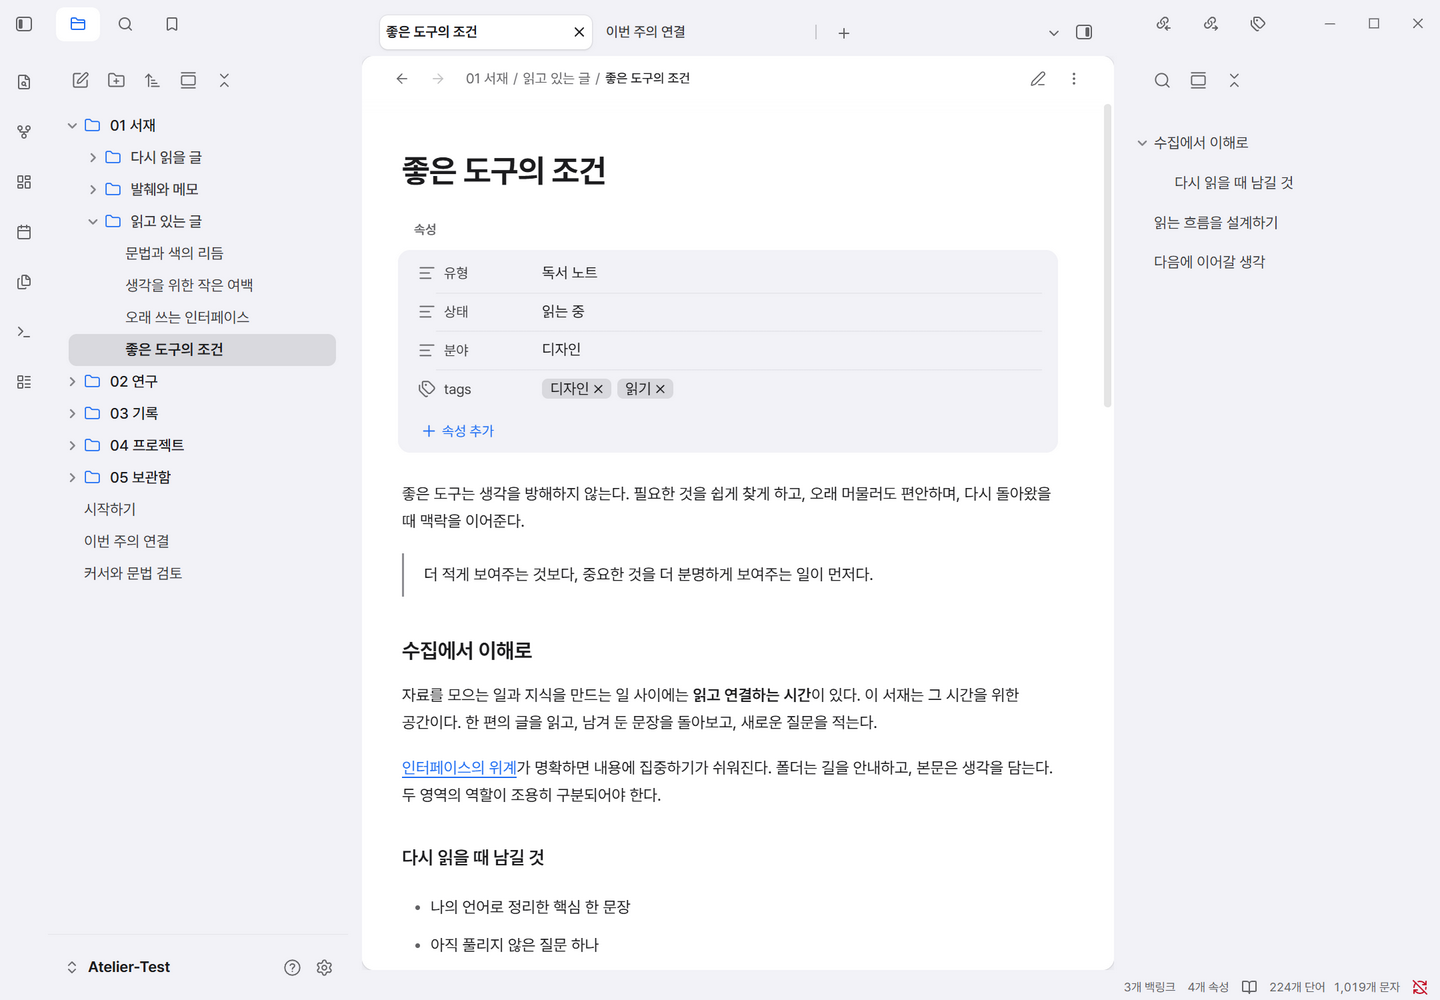 좋은 도구의 조건
이번 주의 연결
01 서재 / 읽고 있는 글 / 좋은 도구의 조건
01 서재
다시 읽을 글
발췌와 메모
읽고 있는 글
문법과 색의 리듬
생각을 위한 작은 여백
오래 쓰는 인터페이스
좋은 도구의 조건
02 연구
03 기록
04 프로젝트
05 보관함
시작하기
이번 주의 연결
커서와 문법 검토
Atelier-Test
좋은 도구의 조건
속성
유형 독서 노트
상태 읽는 중
분야 디자인
tags 디자인 읽기
속성 추가
좋은 도구는 생각을 방해하지 않는다. 필요한 것을 쉽게 찾게 하고, 오래 머물러도 편안하며, 다시 돌아왔을
때 맥락을 이어준다.
더 적게 보여주는 것보다, 중요한 것을 더 분명하게 보여주는 일이 먼저다.
수집에서 이해로
자료를 모으는 일과 지식을 만드는 일 사이에는 읽고 연결하는 시간이 있다. 이 서재는 그 시간을 위한
공간이다. 한 편의 글을 읽고, 남겨 둔 문장을 돌아보고, 새로운 질문을 적는다.
인터페이스의 위계가 명확하면 내용에 집중하기가 쉬워진다. 폴더는 길을 안내하고, 본문은 생각을 담는다.
두 영역의 역할이 조용히 구분되어야 한다.
다시 읽을 때 남길 것
• 나의 언어로 정리한 핵심 한 문장
• 아직 풀리지 않은 질문 하나
수집에서 이해로
다시 읽을 때 남길 것
읽는 흐름을 설계하기
다음에 이어갈 생각
3개 백링크 4개 속성 224개 단어 1,019개 문자